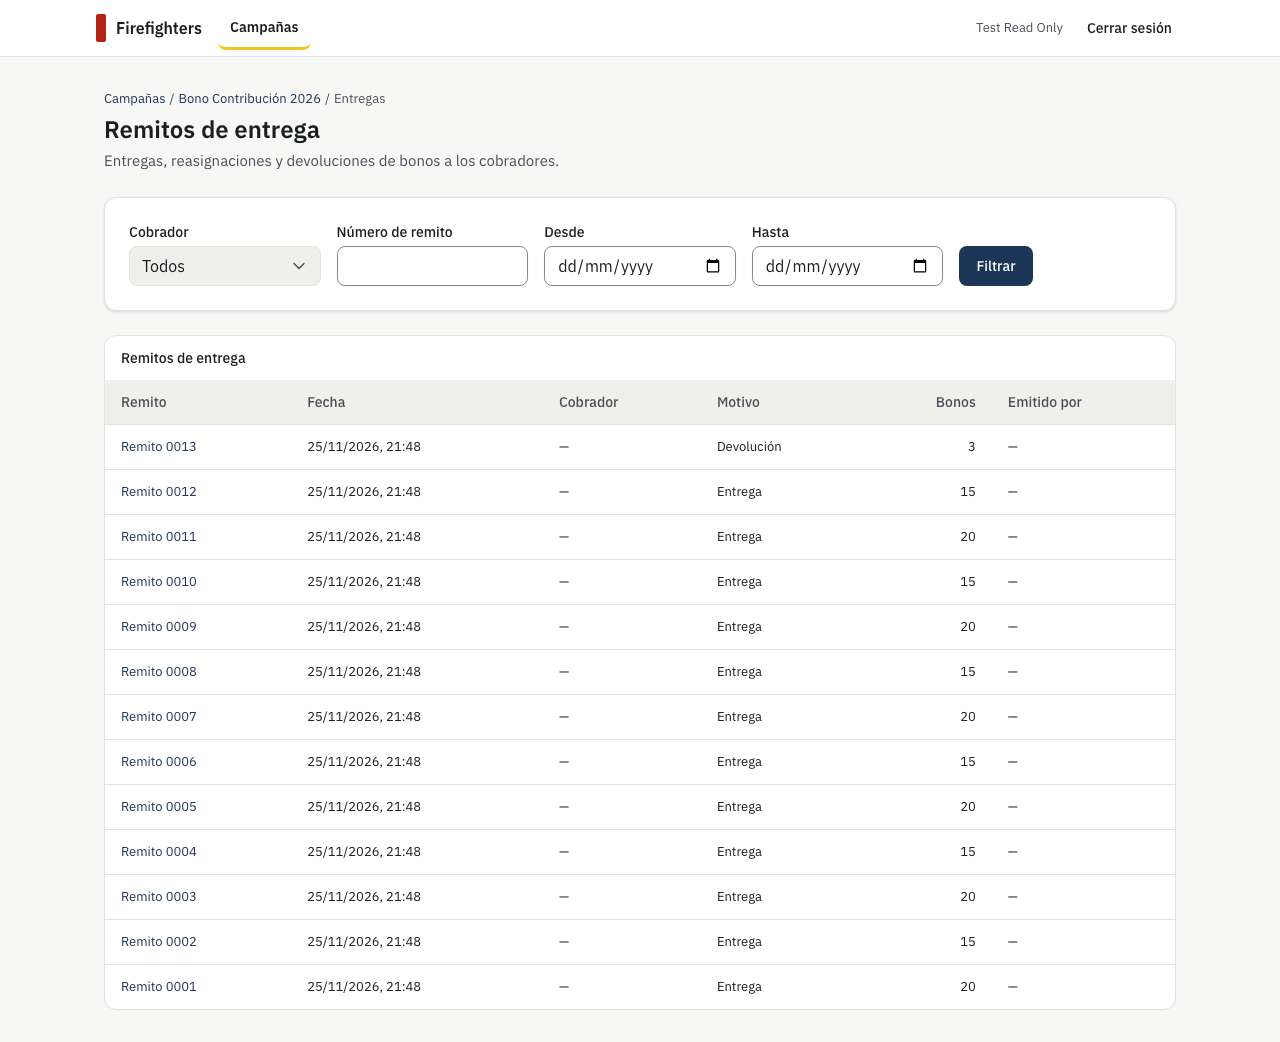 Firefighters Campañas Test Read Only Cerrar sesión
Campañas / Bono Contribución 2026 / Entregas
Remitos de entrega
Entregas, reasignaciones y devoluciones de bonos a los cobradores.
Cobrador Número de remito Desde Hasta
Todos dd/mm/yyyy dd/mm/yyyy Filtrar
Remitos de entrega
Remito Fecha Cobrador Motivo Bonos Emitido por
Remito 0013 25/11/2026, 21:48 — Devolución 3 —
Remito 0012 25/11/2026, 21:48 — Entrega 15 —
Remito 0011 25/11/2026, 21:48 — Entrega 20 —
Remito 0010 25/11/2026, 21:48 — Entrega 15 —
Remito 0009 25/11/2026, 21:48 — Entrega 20 —
Remito 0008 25/11/2026, 21:48 — Entrega 15 —
Remito 0007 25/11/2026, 21:48 — Entrega 20 —
Remito 0006 25/11/2026, 21:48 — Entrega 15 —
Remito 0005 25/11/2026, 21:48 — Entrega 20 —
Remito 0004 25/11/2026, 21:48 — Entrega 15 —
Remito 0003 25/11/2026, 21:48 — Entrega 20 —
Remito 0002 25/11/2026, 21:48 — Entrega 15 —
Remito 0001 25/11/2026, 21:48 — Entrega 20 —